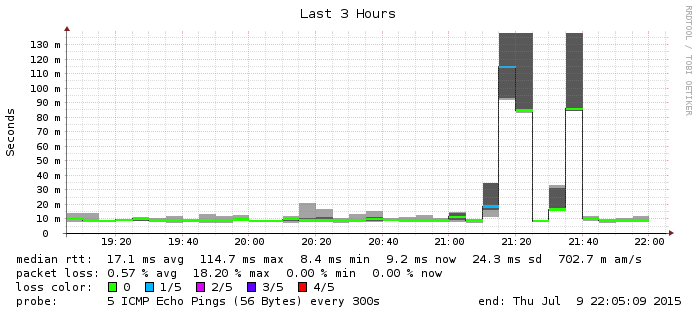 Last 3 Hours
RRDTOOL / TOBI OETIKER
Seconds
130 m
120 m
110 m
100 m
90 m
80 m
70 m
60 m
50 m
40 m
30 m
20 m
10 m
0
19:20 19:40 20:00 20:20 20:40 21:00 21:20 21:40 22:00
median rtt: 17.1 ms avg 114.7 ms max 8.4 ms min 9.2 ms now 24.3 ms sd 702.7 m am/s
packet loss: 0.57 % avg 18.20 % max 0.00 % min 0.00 % now
loss color: 0 1/5 2/5 3/5 4/5
probe: 5 ICMP Echo Pings (56 Bytes) every 300s end: Thu Jul 9 22:05:09 2015